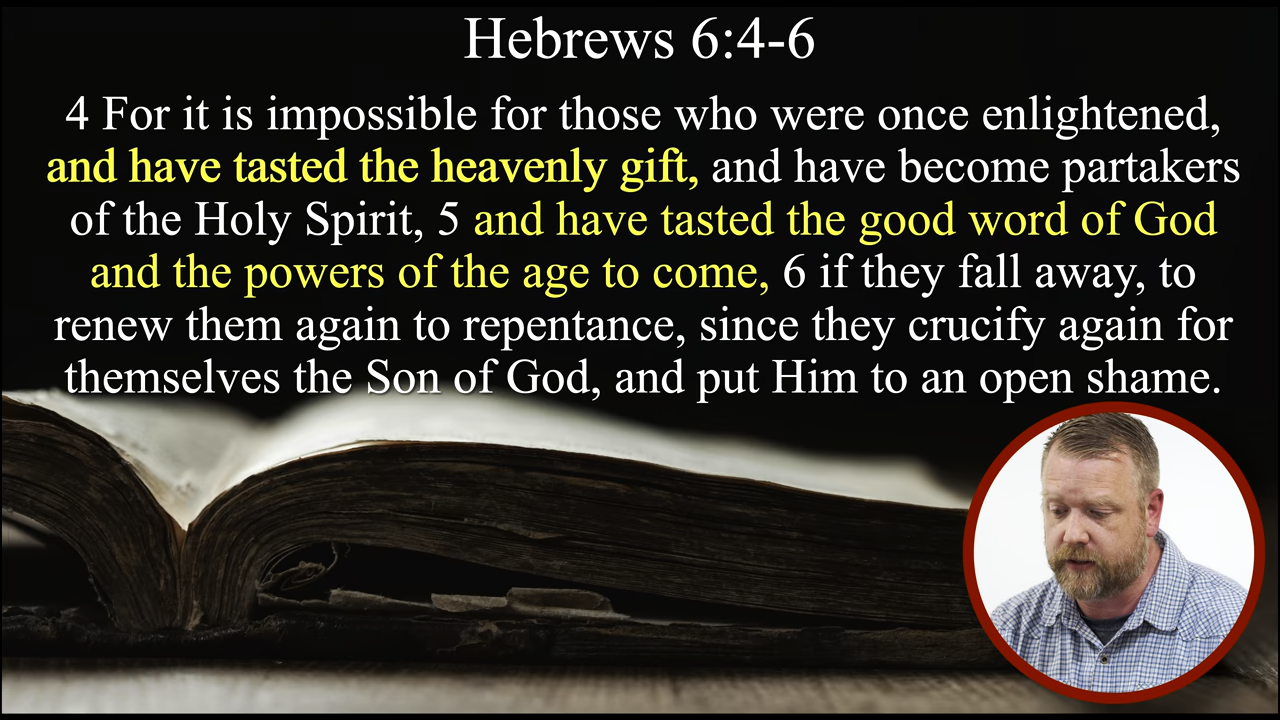 Hebrews 6:4-6
4 For it is impossible for those who were once enlightened,
and have tasted the heavenly gift, and have become partakers
of the Holy Spirit, 5 and have tasted the good word of God
and the powers of the age to come, 6 if they fall away, to
renew them again to repentance, since they crucify again for
themselves the Son of God, and put Him to an open shame.